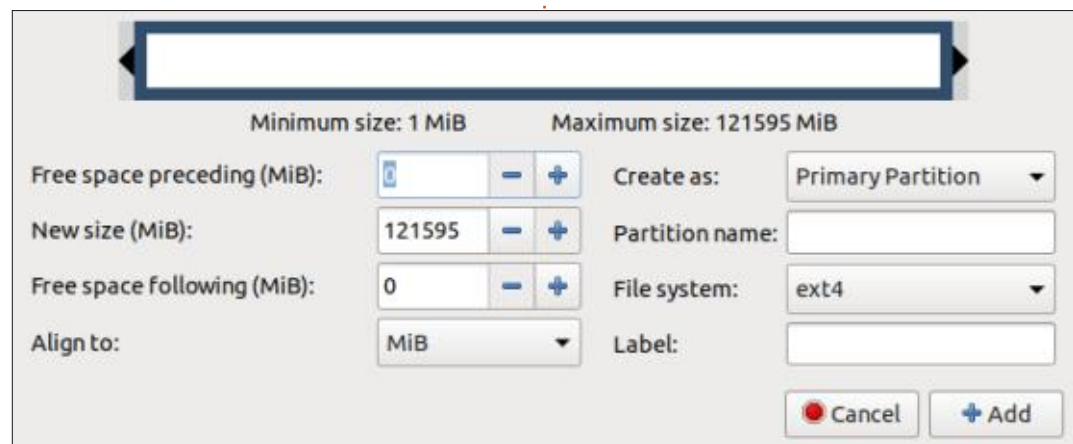 Minimum size: 1 MiB Maximum size: 121595 MiB
Free space preceding (MiB): 0 Create as: Primary Partition
New size (MiB): 121595 Partition name:
Free space following (MiB): 0 File system: ext4
Align to: MiB Label:
Cancel Add